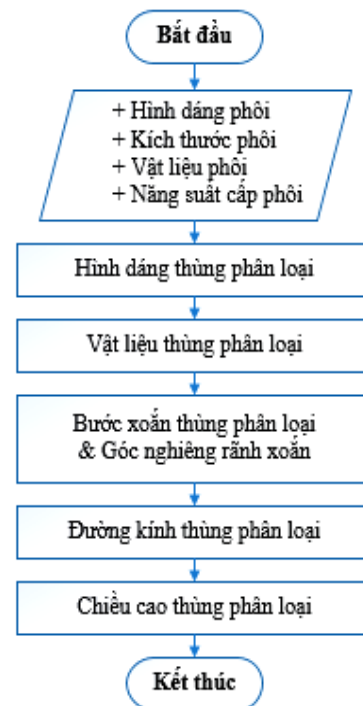 Bắt đầu
+ Hình dáng phôi
+ Kích thước phôi
+ Vật liệu phôi
+ Năng suất cấp phôi
Hình dáng thùng phân loại
Vật liệu thùng phân loại
Bước xoắn thùng phân loại
& Góc nghiêng rãnh xoắn
Đường kính thùng phân loại
Chiều cao thùng phân loại
Kết thúc